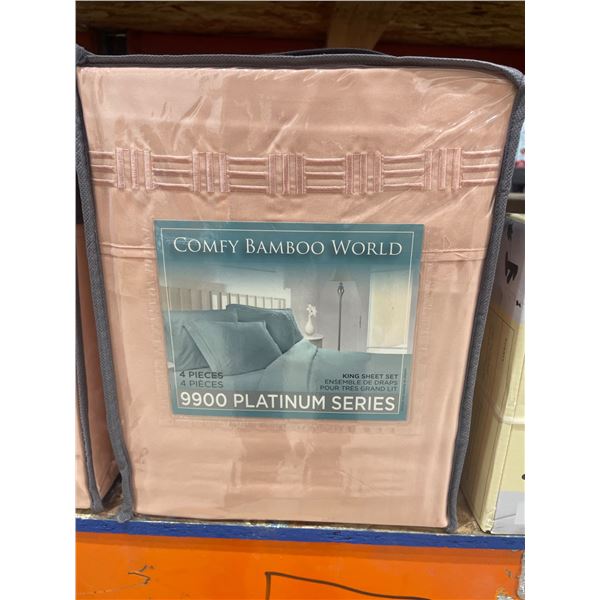 COMFY BAMBOO WORLD
4 PIECES
4 PIÈCES
KING SHEET SET
ENSEMBLE DE DRAPS
POUR TRÈS GRAND LIT
9900 PLATINUM SERIES